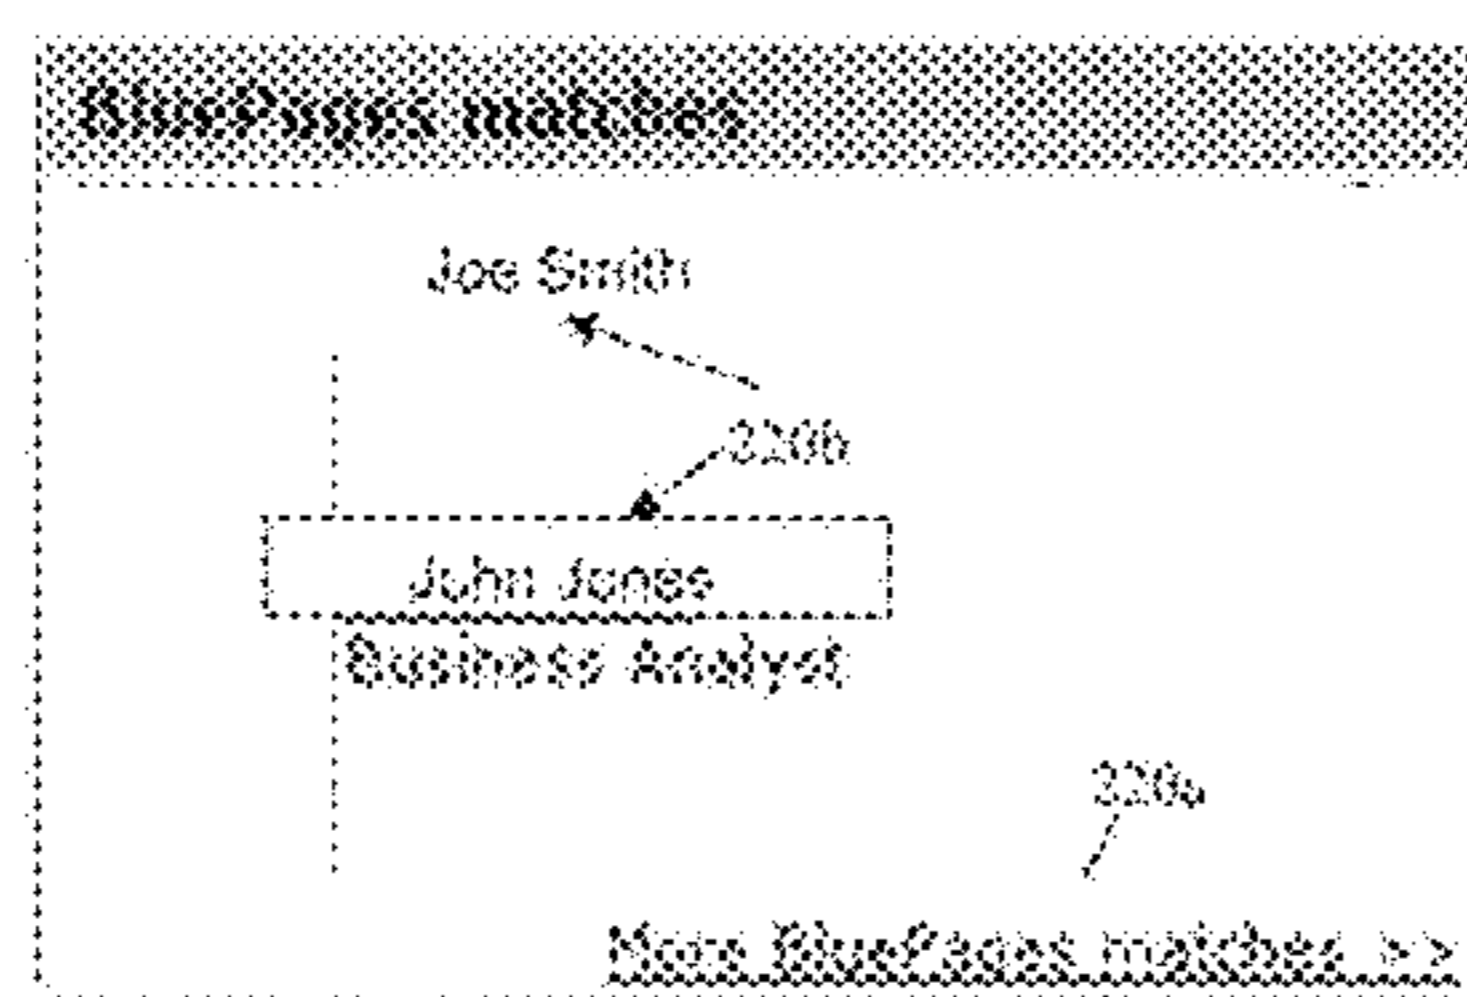 BluePages matches
Joe Smith
220b
John Jones
Business Analyst
220a
More BluePages matches >>